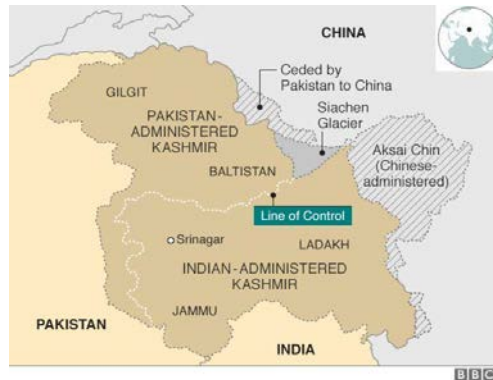 CHINA
Ceded by
Pakistan to China
Siachen
Glacier
GILGIT
PAKISTAN-
ADMINISTERED
KASHMIR
Aksai Chin
(Chinese-
administered)
BALTISTAN
Line of Control
Srinagar
LADAKH
INDIAN-ADMINISTERED
KASHMIR
JAMMU
PAKISTAN
INDIA
BBC